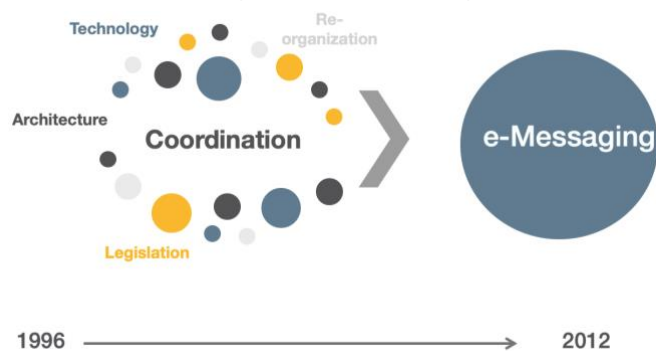 Technology
Re-
organization
Architecture
Coordination
e-Messaging
Legislation
1996
2012